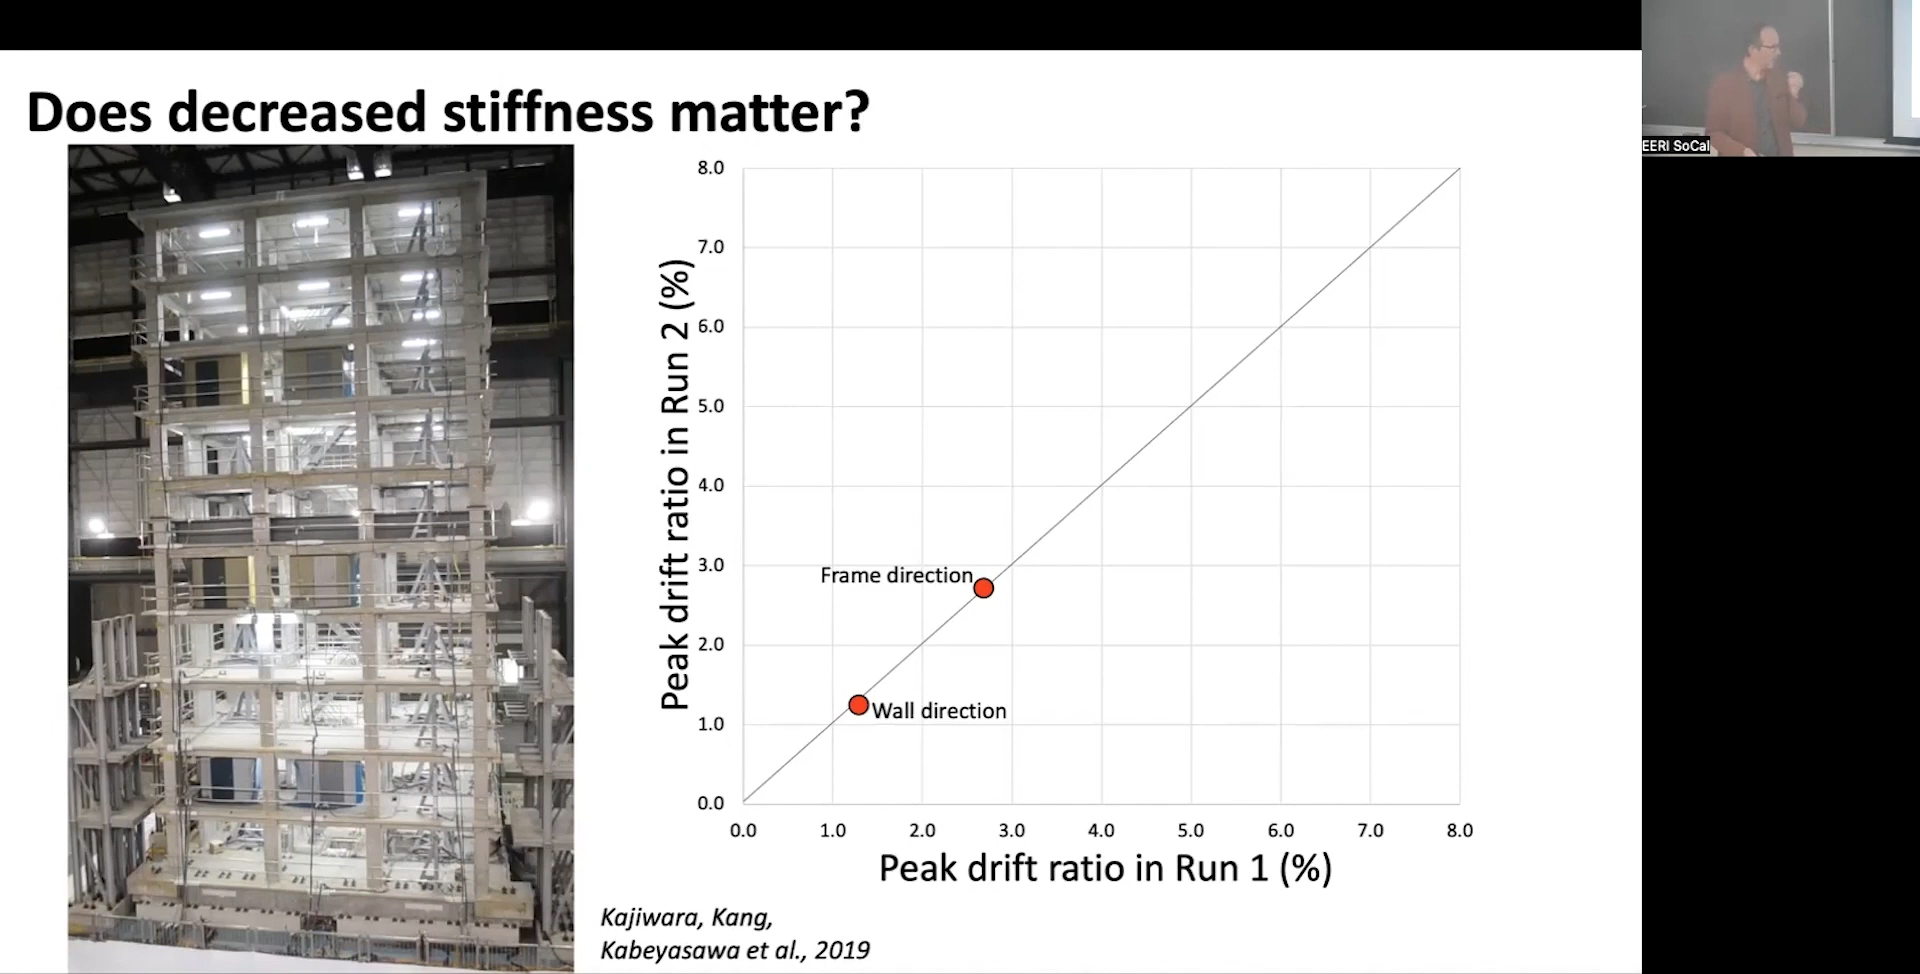 Does decreased stiffness matter?
EERI SoCal
Peak drift ratio in Run 2 (%)
8.0
7.0
6.0
5.0
4.0
3.0
2.0
1.0
0.0
Frame direction
Wall direction
0.0 1.0 2.0 3.0 4.0 5.0 6.0 7.0 8.0
Peak drift ratio in Run 1 (%)
Kajiwara, Kang,
Kabeyasawa et al., 2019